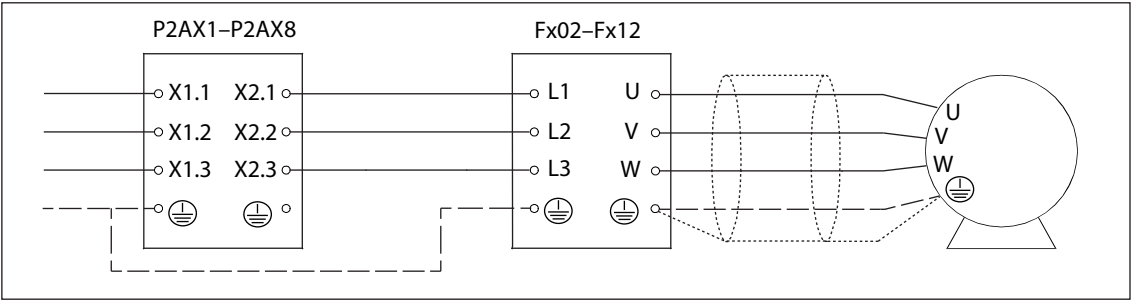 P2AX1–P2AX8 Fx02–Fx12
X1.1 X2.1 L1 U
X1.2 X2.2 L2 V
X1.3 X2.3 L3 W
U
V
W